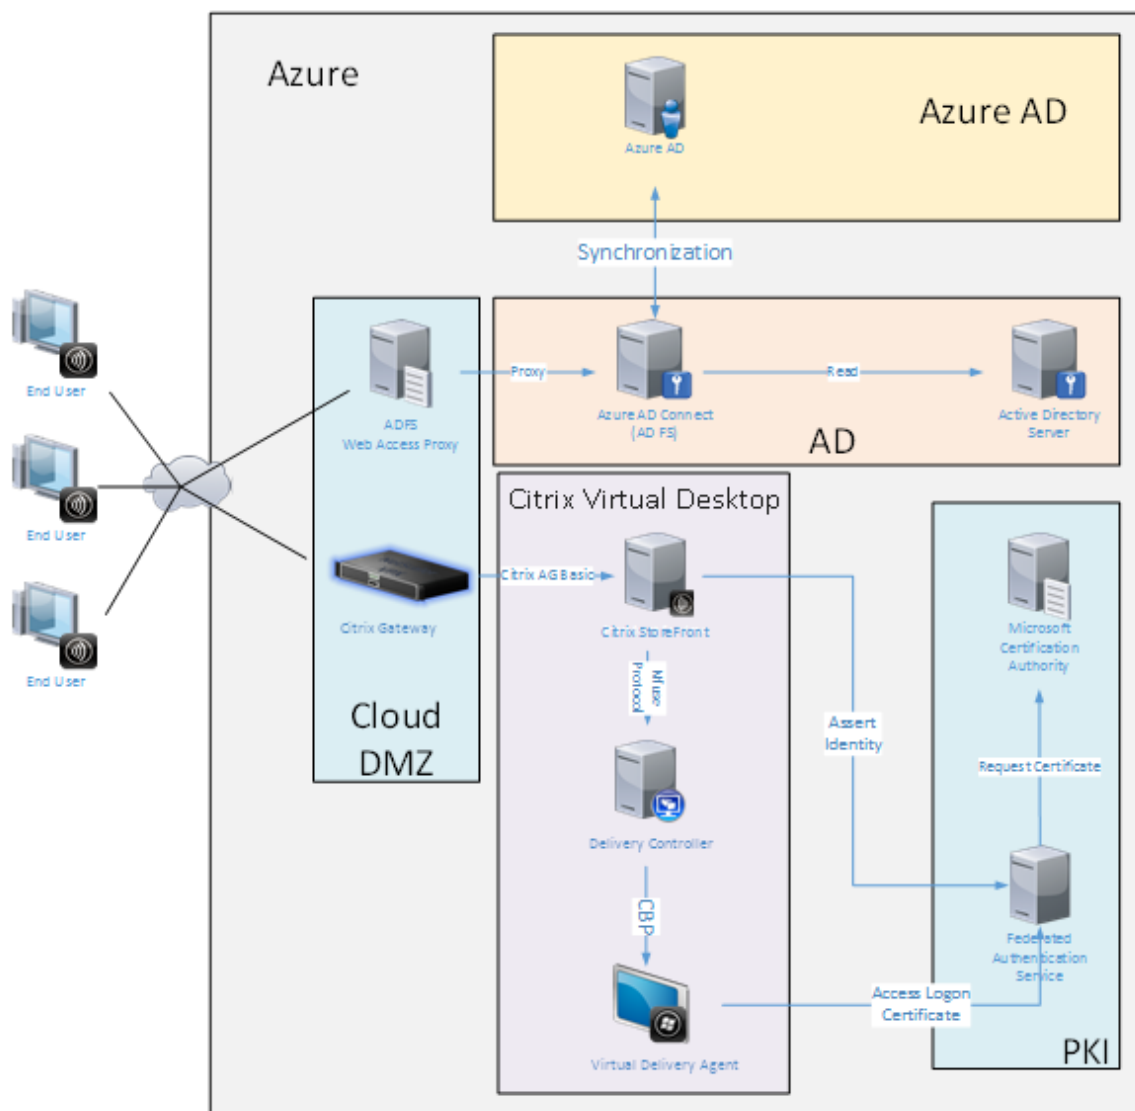 Azure
Azure AD
Azure AD
Synchronization
End User
End User
End User
ADFS
Web Access Proxy
Proxy
Azure AD Connect
(AD FS)
Read
Active Directory
Server
AD
Citrix Gateway
Cloud
DMZ
Citrix Virtual Desktop
Citrix AG Basic
Citrix StoreFront
Nfuse
Protocol
Delivery Controller
CBP
Virtual Delivery Agent
Assert
Identity
Access Logon
Certificate
Microsoft
Certification
Authority
Request Certificate
Federated
Authentication
Service
PKI